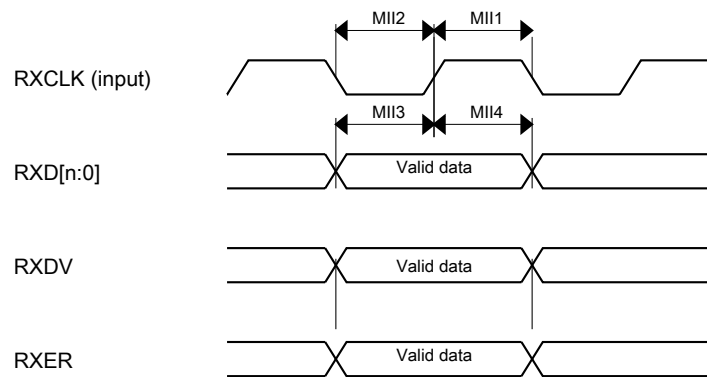 MII2 MII1
RXCLK (input)
MII3 MII4
RXD[n:0] Valid data
RXDV Valid data
RXER Valid data